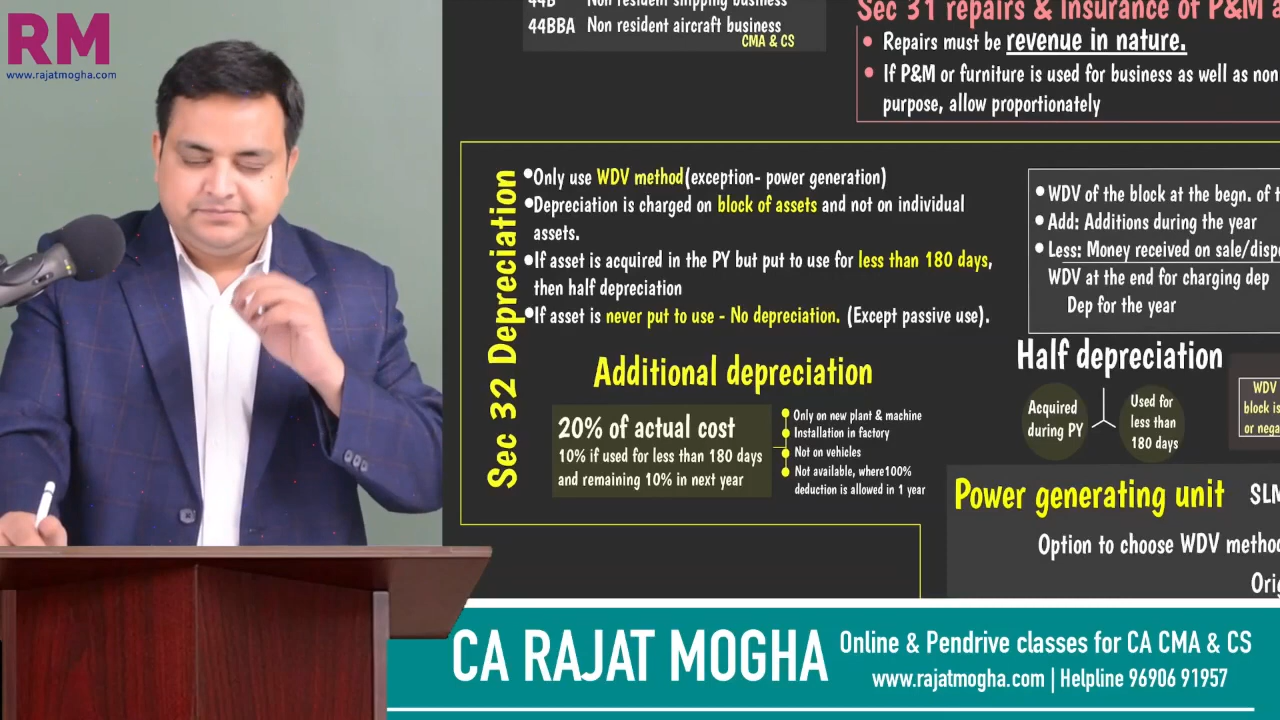 RM
www.rajatmogha.com
44B Non resident shipping business
44BBA Non resident aircraft business
CMA & CS
Sec 31 repairs & insurance of P&M
Repairs must be revenue in nature.
If P&M or furniture is used for business as well as non
purpose, allow proportionately
Sec 32 Depreciation
Only use WDV method (exception- power generation)
Depreciation is charged on block of assets and not on individual
assets.
If asset is acquired in the PY but put to use for less than 180 days,
then half depreciation
If asset is never put to use - No depreciation. (Except passive use).
Additional depreciation
20% of actual cost
10% if used for less than 180 days
and remaining 10% in next year
Only on new plant & machine
Installation in factory
Not on vehicles
Not available, where100%
deduction is allowed in 1 year
WDV of the block at the begn. of
Add: Additions during the year
Less: Money received on sale/disp
WDV at the end for charging dep
Dep for the year
Half depreciation
Acquired
during PY
Used for
less than
180 days
WDV
block is
or nega
Power generating unit SLM
Option to choose WDV
Orig
CA RAJAT MOGHA
Online & Pendrive classes for CA CMA & CS
www.rajatmogha.com | Helpline 96906 91957